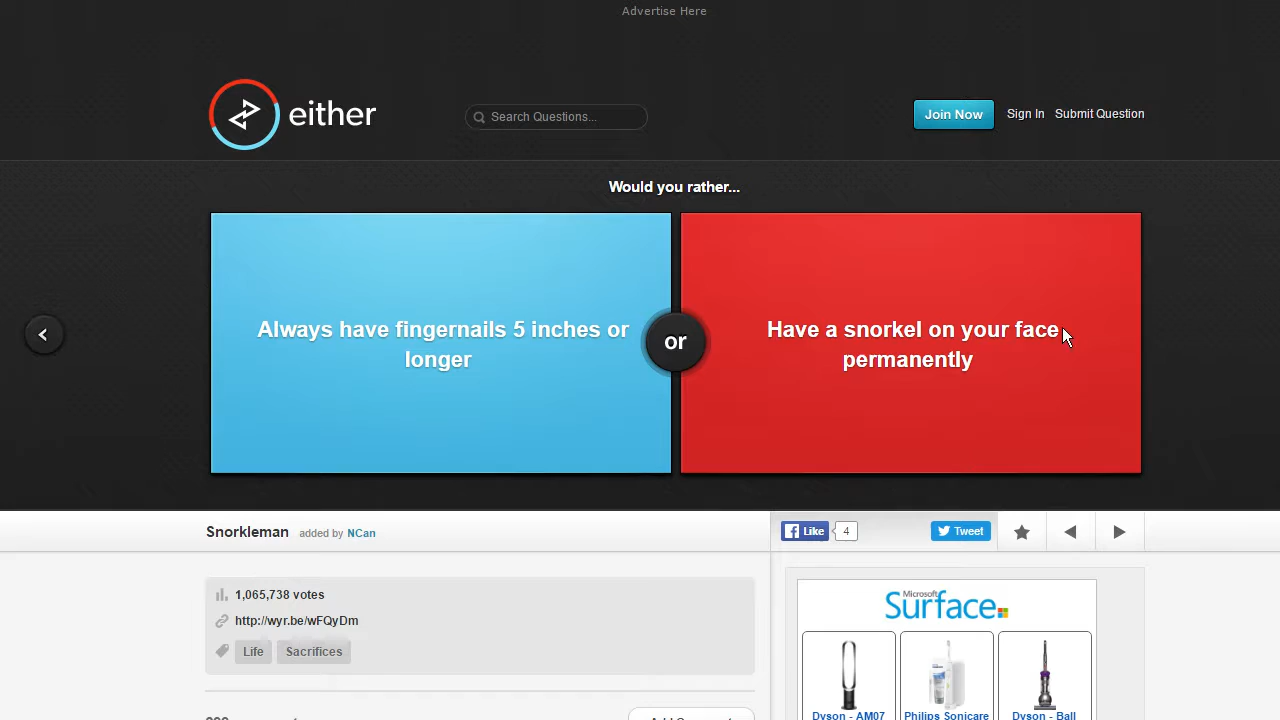 Advertise Here
either
Search Questions...
Join Now
Sign In
Submit Question
Would you rather...
Always have fingernails 5 inches or
longer
or
Have a snorkel on your face
permanently
Snorkleman added by NCan
Like
4
Tweet
1,065,738 votes
http://wyr.be/wFQyDm
Life
Sacrifices
Microsoft
Surface
Dyson - AM07
Philips Sonicare
Dyson - Ball